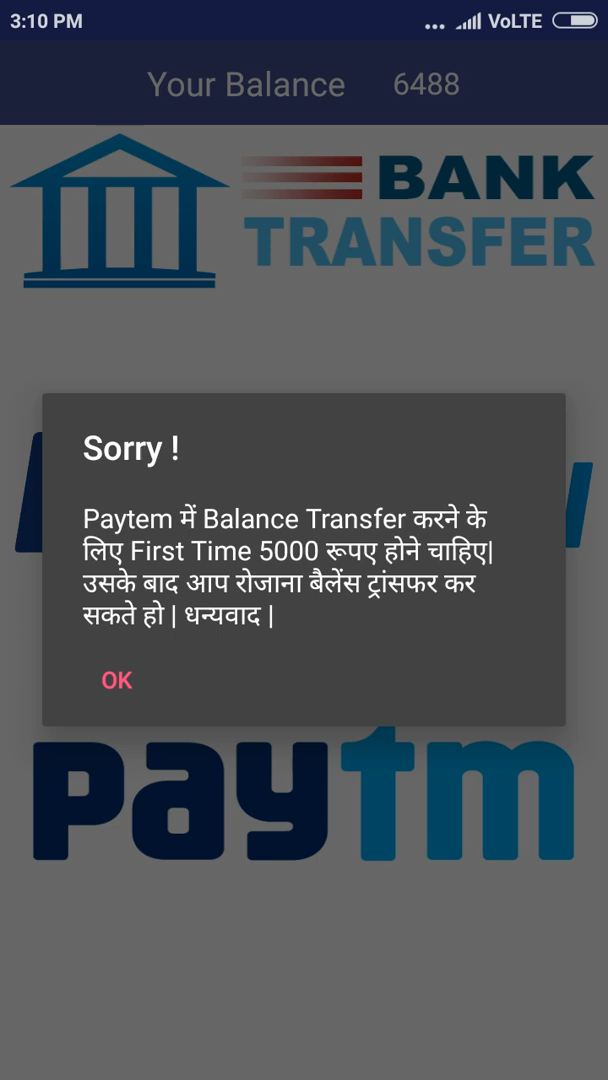 3:10 PM
VoLTE
Your Balance 6488
BANK
TRANSFER
Sorry !
Paytem में Balance Transfer करने के
लिए First Time 5000 रूपए होने चाहिए|
उसके बाद आप रोजाना बैलेंस ट्रांसफर कर
सकते हो | धन्यवाद |
OK
paytm